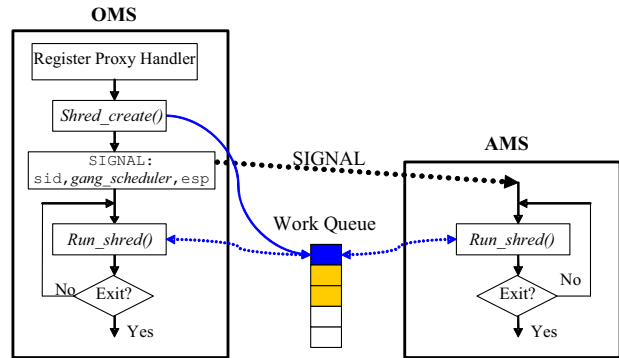 OMS
Register Proxy Handler
Shred_create()
SIGNAL:
sid,gang_scheduler,esp
SIGNAL
AMS
Work Queue
Run_shred()
Run_shred()
No
Exit?
Yes
No
Exit?
Yes